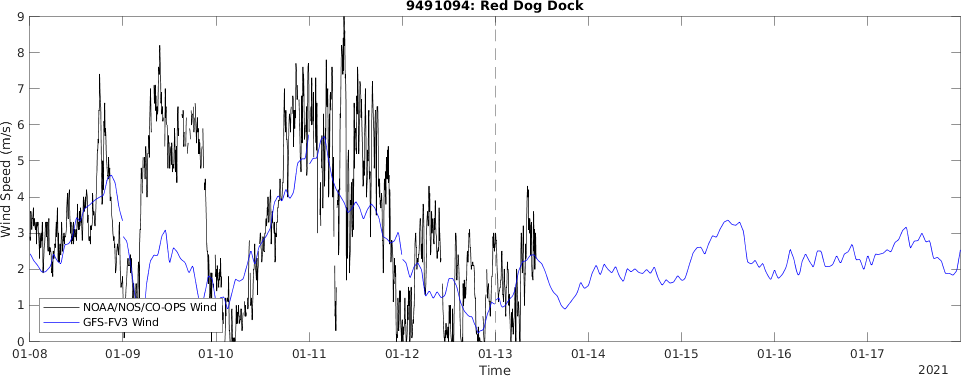 9491094: Red Dog Dock
9
8
7
6
5
4
3
2
1
0
Wind Speed (m/s)
NOAA/NOS/CO-OPS Wind
GFS-FV3 Wind
01-08 01-09 01-10 01-11 01-12 01-13 01-14 01-15 01-16 01-17
Time
2021